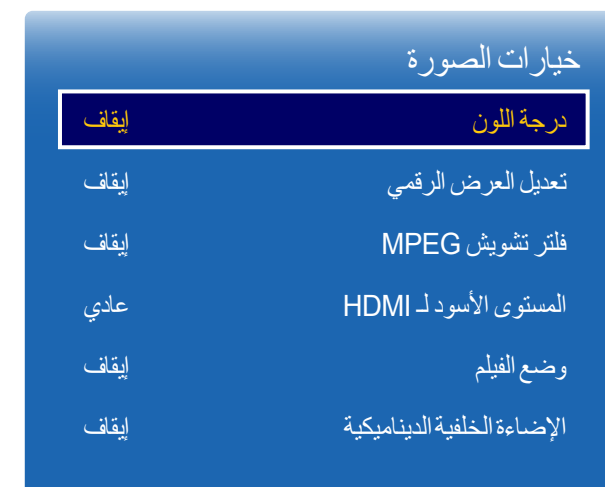 خيارات الصورة
درجة اللون إيقاف
تعديل العرض الرقمي إيقاف
فلتر تشويش MPEG إيقاف
المستوى الأسود لـ HDMI عادي
وضع الفيلم إيقاف
الإضاءة الخلفية الديناميكية إيقاف